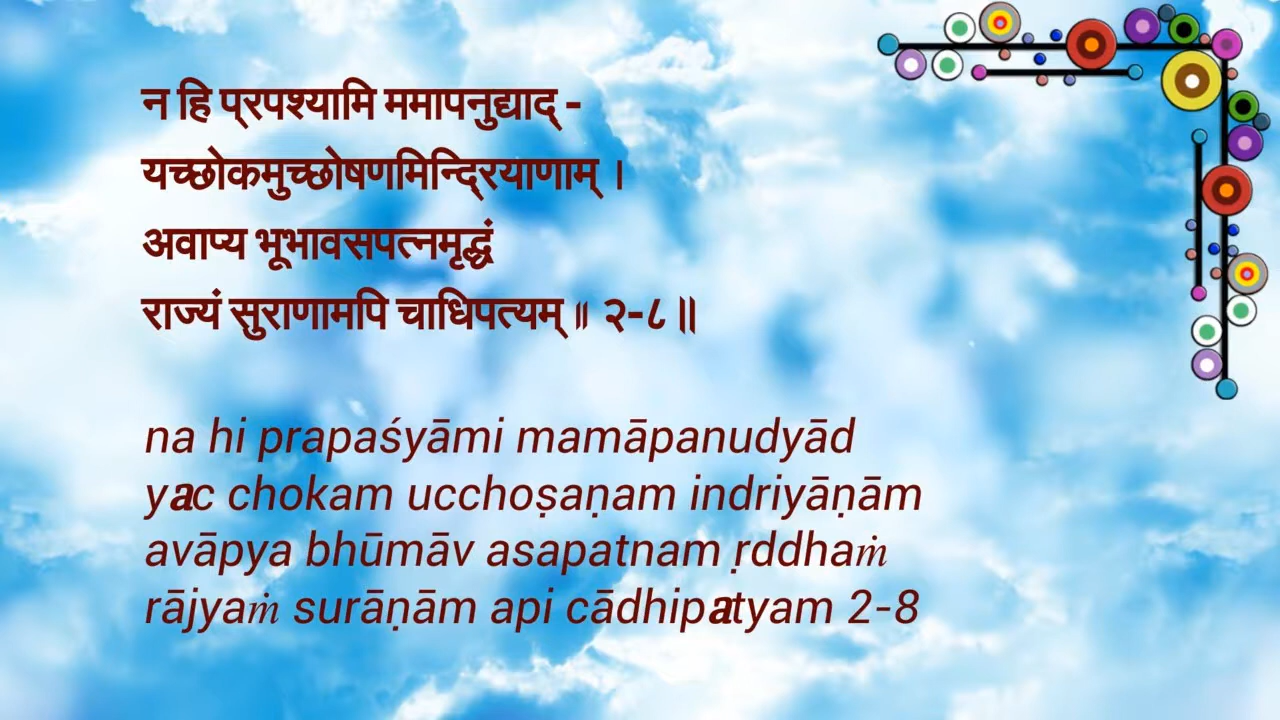 न हि प्रपश्यामि ममापनुद्याद् -
यच्छोकमुच्छोषणमिन्द्रियाणाम् ।
अवाप्य भूभावसपत्नमृद्धं
राज्यं सुराणामपि चाधिपत्यम् ॥ २-८ ॥
na hi prapaśyāmi mamāpanudyād
yac chokam ucchoṣaṇam indriyāṇām
avāpya bhūmāv asapatnam ṛddhaṁ
rājyaṁ surāṇām api cādhipatyam 2-8